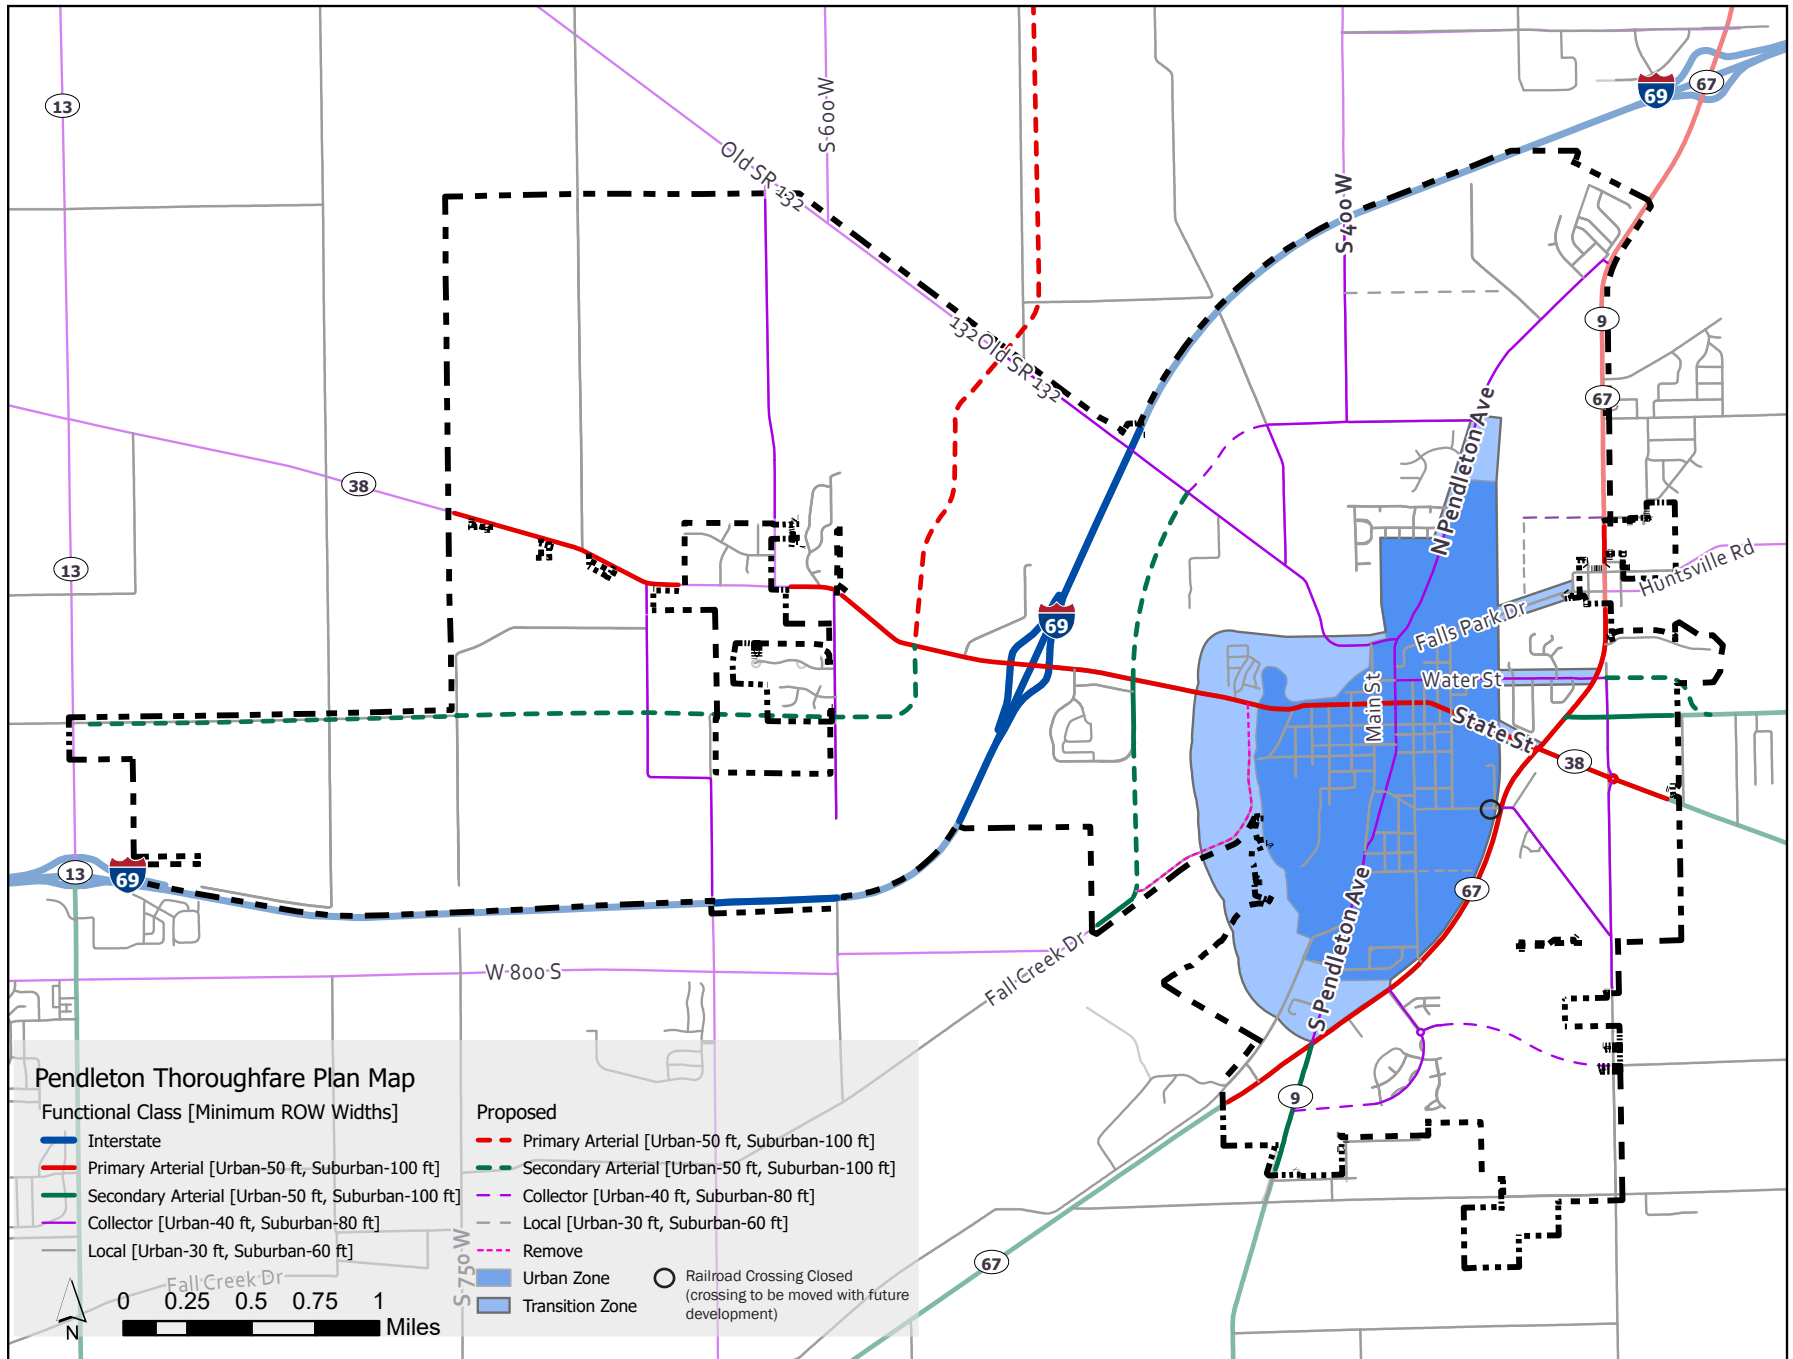 69
67
13
S 600 W
Old SR 132
S 400 W
9
132
Old SR 132
67
N Pendleton Ave
38
13
Huntsville Rd
69
Falls Park Dr
Water St
Main St
State St
38
13
69
67
S Pendleton Ave
Fall Creek Dr
W 800 S
9
67
Pendleton Thoroughfare Plan Map
Functional Class [Minimum ROW Widths]
Interstate
Primary Arterial [Urban-50 ft, Suburban-100 ft]
Secondary Arterial [Urban-50 ft, Suburban-100 ft]
Collector [Urban-40 ft, Suburban-80 ft]
Local [Urban-30 ft, Suburban-60 ft]
Proposed
Primary Arterial [Urban-50 ft, Suburban-100 ft]
Secondary Arterial [Urban-50 ft, Suburban-100 ft]
Collector [Urban-40 ft, Suburban-80 ft]
Local [Urban-30 ft, Suburban-60 ft]
Remove
Urban Zone
Transition Zone
Railroad Crossing Closed
(crossing to be moved with future
development)
Fall Creek Dr
S 750 W
N
0 0.25 0.5 0.75 1
Miles